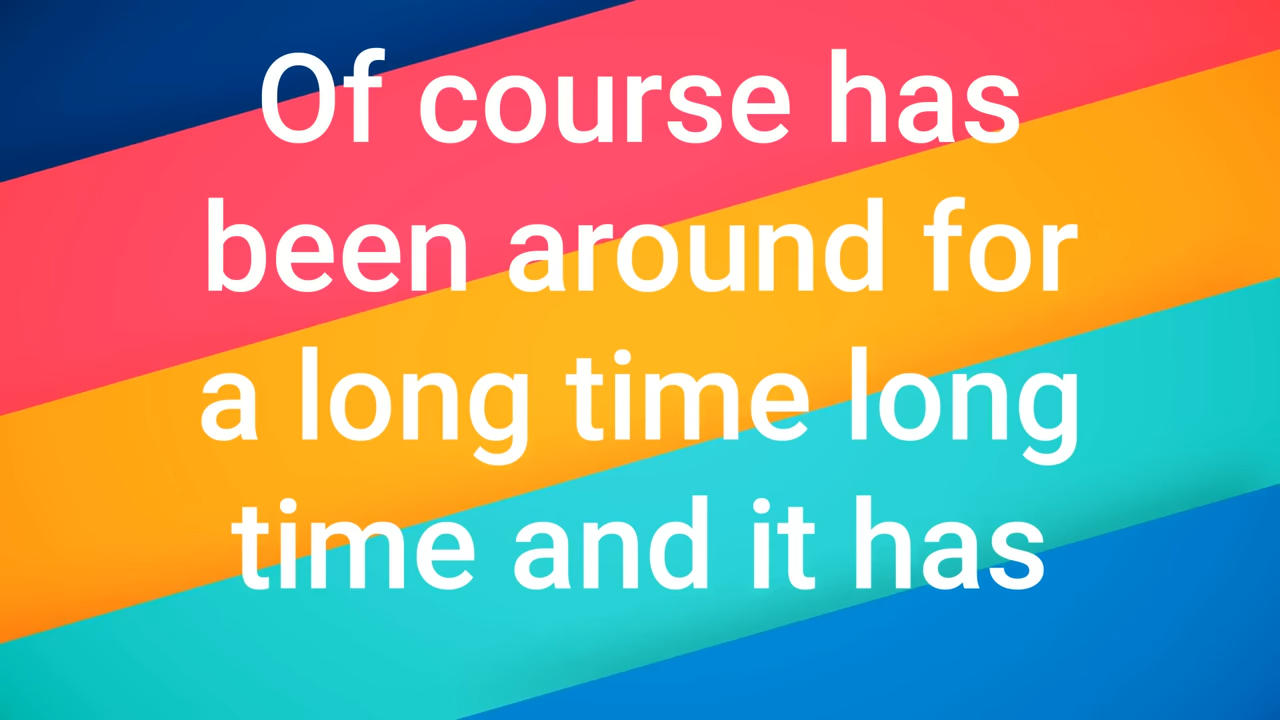 Of course has
been around for
a long time long
time and it has